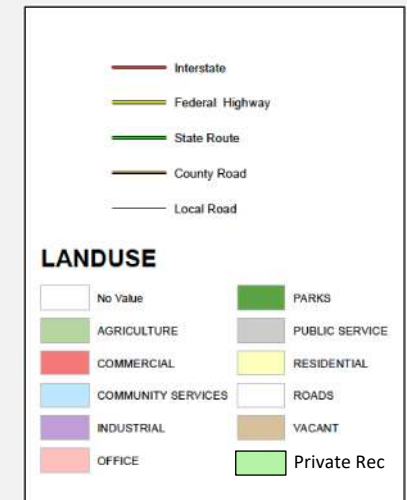 Interstate
Federal Highway
State Route
County Road
Local Road
LANDUSE
No Value
PARKS
AGRICULTURE
PUBLIC SERVICE
COMMERCIAL
RESIDENTIAL
COMMUNITY SERVICES
ROADS
INDUSTRIAL
VACANT
OFFICE
Private Rec